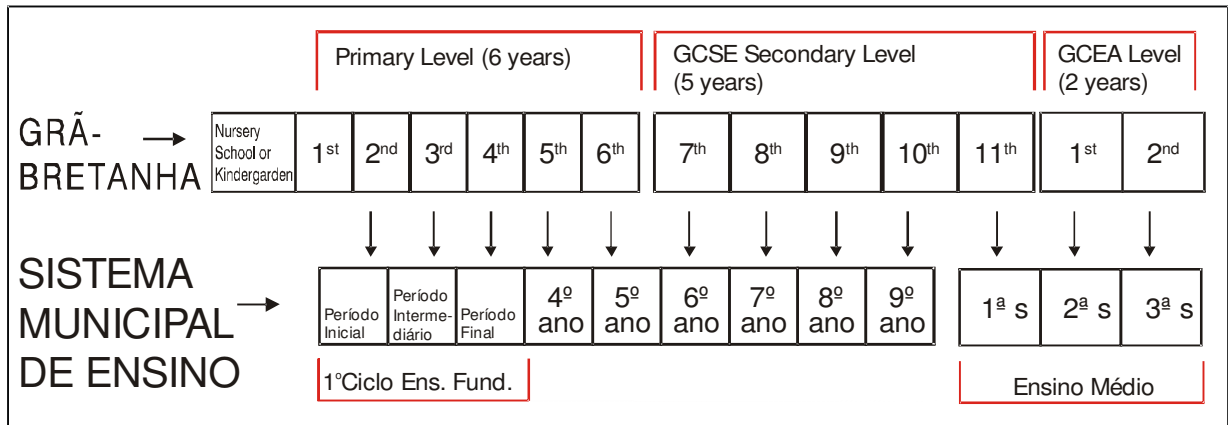 Primary Level (6 years)
GCSE Secondary Level
(5 years)
GCEA Level
(2 years)
GRÃ-
BRETANHA
Nursery
School or
Kindergarden
1st
2nd
3rd
4th
5th
6th
7th
8th
9th
10th
11th
1st
2nd
SISTEMA
MUNICIPAL
DE ENSINO
Período
Inicial
Período
Interme-
diário
Período
Final
4º
ano
5º
ano
6º
ano
7º
ano
8º
ano
9º
ano
1ª s
2ª s
3ª s
1ºCiclo Ens. Fund.
Ensino Médio